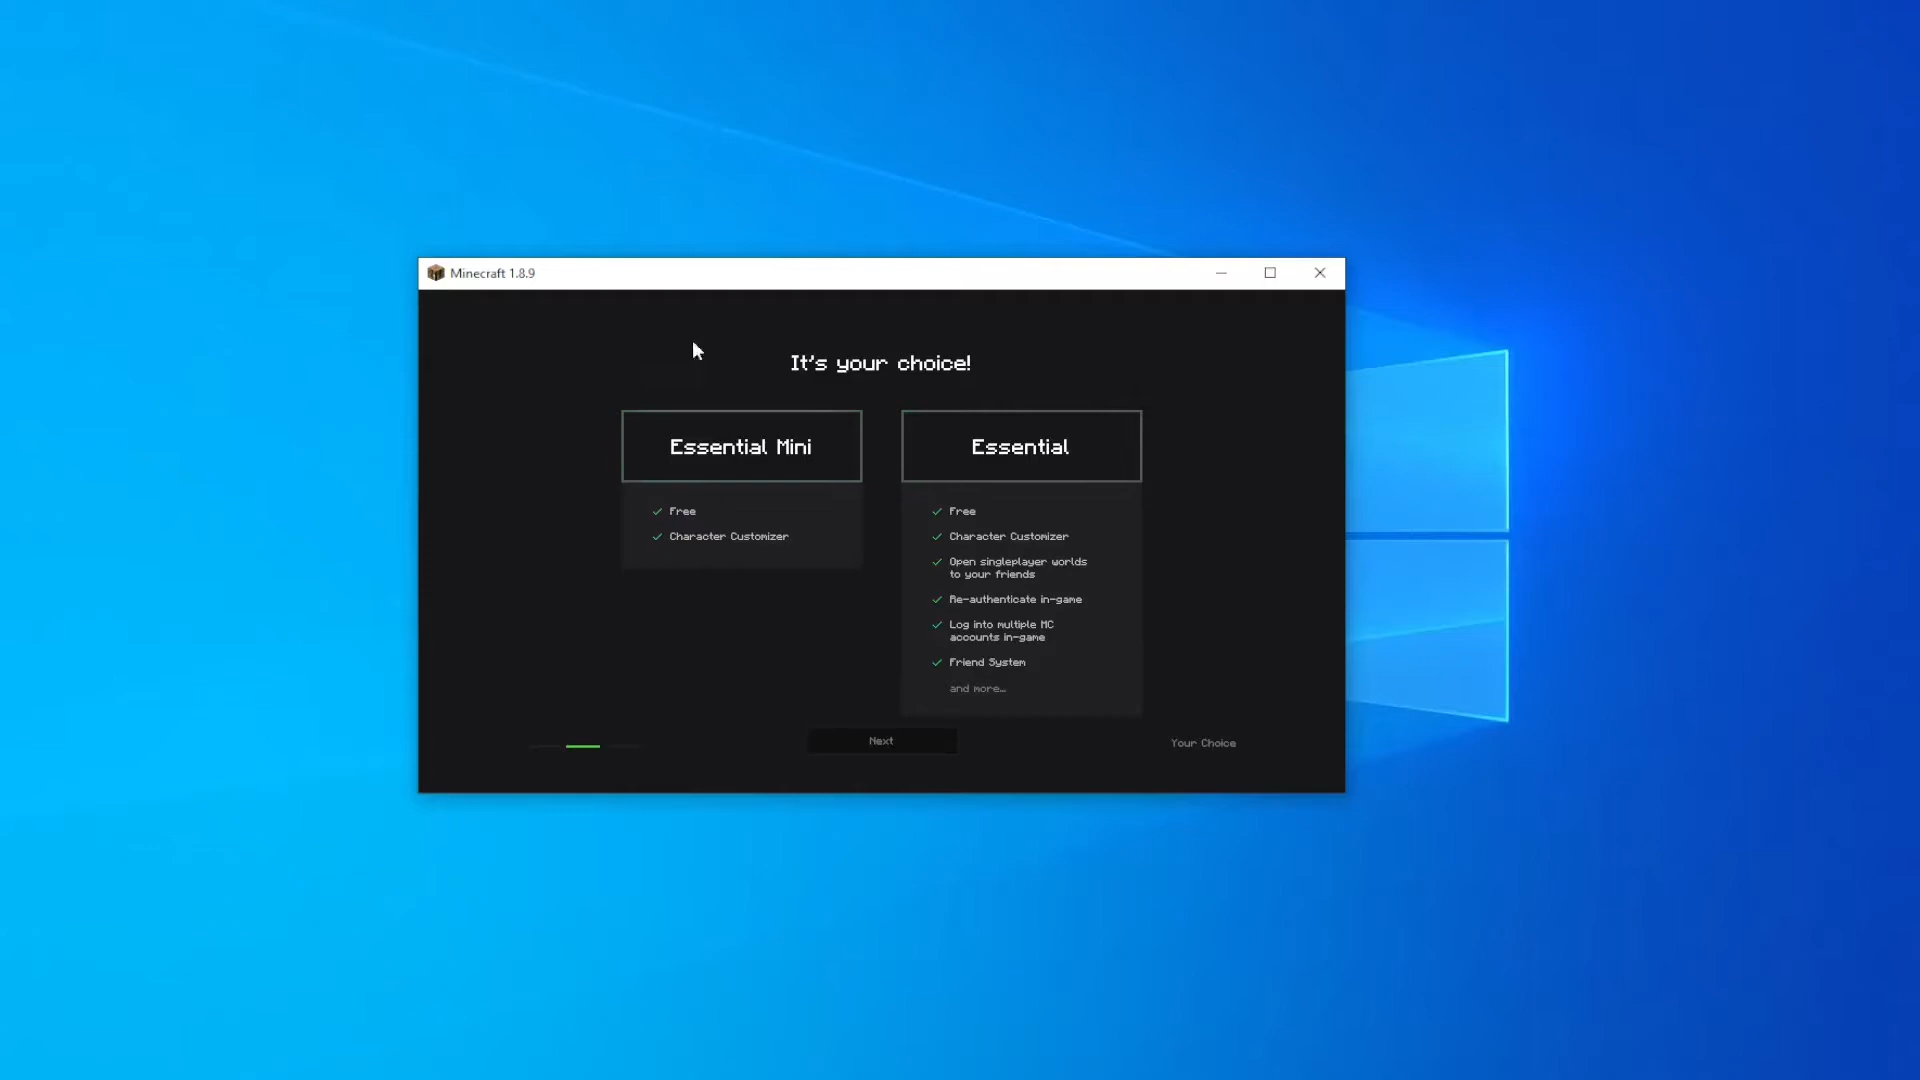 Minecraft 1.8.9
It's your choice!
Essential Mini
Free
Character Customizer
Essential
Free
Character Customizer
Open singleplayer worlds
to your friends
Re-authenticate in-game
Log into multiple MC
accounts in-game
Friend System
and more...
Next
Your Choice